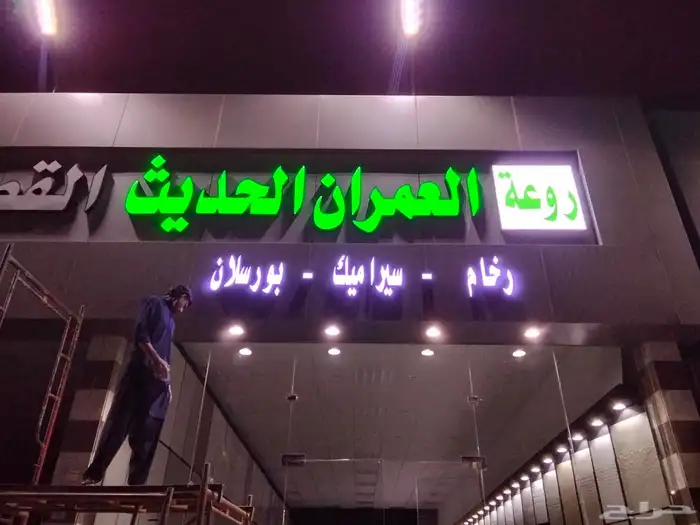 روعة العمران الحديث
رخام - سيراميك - بورسلان
حراج